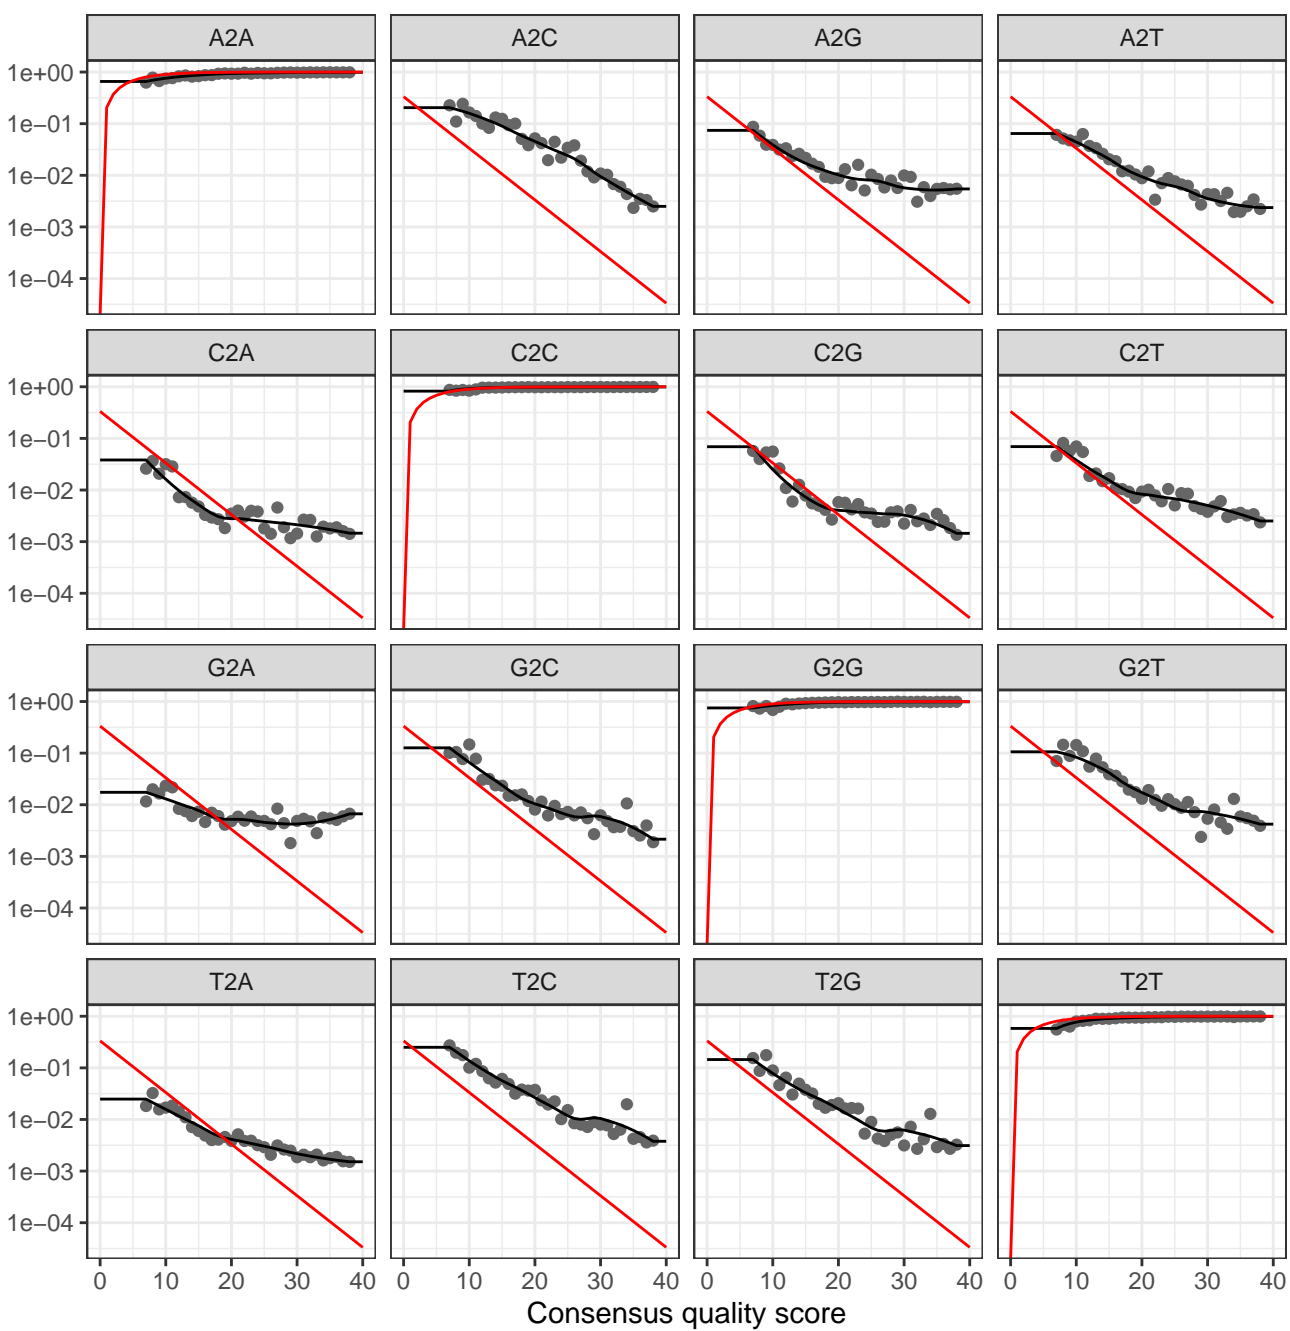 A2A A2C A2G A2T
1e+00
1e−01
1e−02
1e−03
1e−04
C2A C2C C2G C2T
1e+00
1e−01
1e−02
1e−03
1e−04
G2A G2C G2G G2T
1e+00
1e−01
1e−02
1e−03
1e−04
T2A T2C T2G T2T
1e+00
1e−01
1e−02
1e−03
1e−04
0 10 20 30 40 0 10 20 30 40 0 10 20 30 40 0 10 20 30 40
Consensus quality score